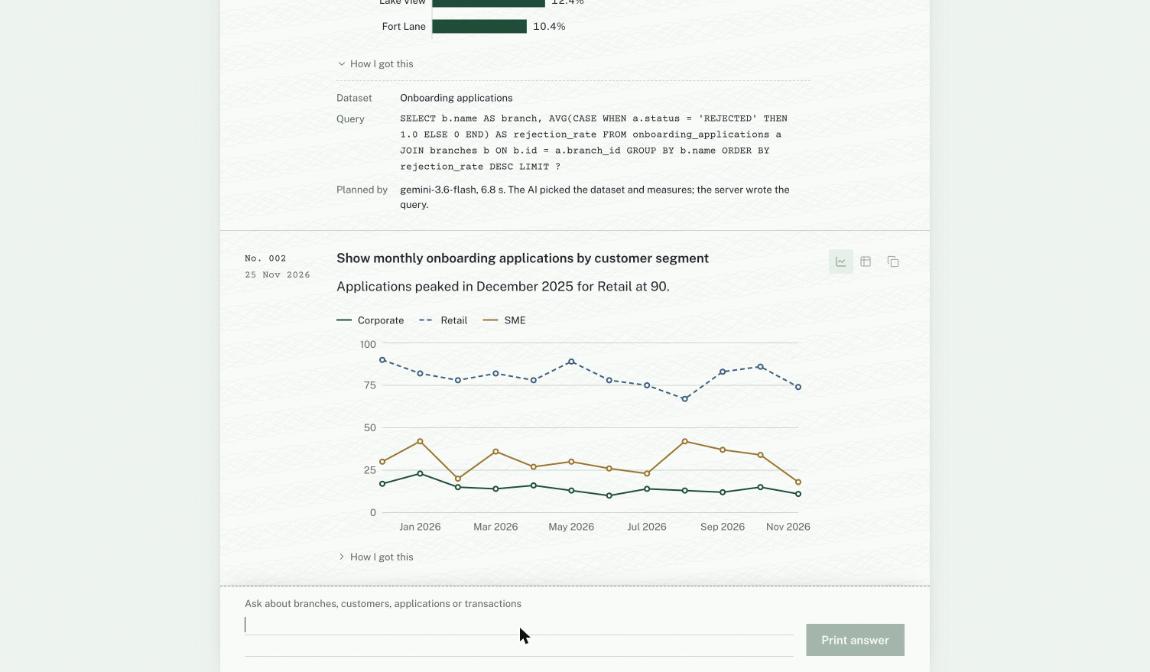 Lake View 12.4%
Fort Lane 10.4%
How I got this
Dataset Onboarding applications
Query SELECT b.name AS branch, AVG(CASE WHEN a.status = 'REJECTED' THEN
1.0 ELSE 0 END) AS rejection_rate FROM onboarding_applications a
JOIN branches b ON b.id = a.branch_id GROUP BY b.name ORDER BY
rejection_rate DESC LIMIT ?
Planned by gemini-3.6-flash, 6.8 s. The AI picked the dataset and measures; the server wrote the
query.
No. 002
25 Nov 2026
Show monthly onboarding applications by customer segment
Applications peaked in December 2025 for Retail at 90.
Corporate Retail SME
100
75
50
25
0
Jan 2026 Mar 2026 May 2026 Jul 2026 Sep 2026 Nov 2026
How I got this
Ask about branches, customers, applications or transactions
Print answer